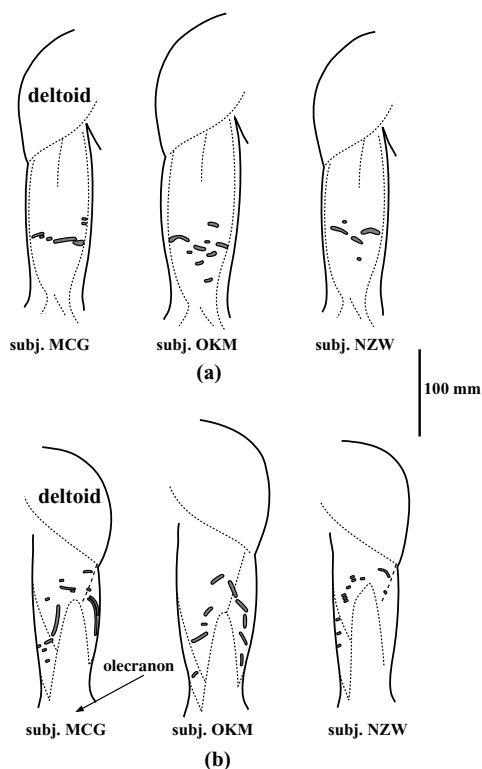 deltoid
subj. MCG subj. OKM subj. NZW
(a)
100 mm
deltoid
olecranon
subj. MCG subj. OKM subj. NZW
(b)